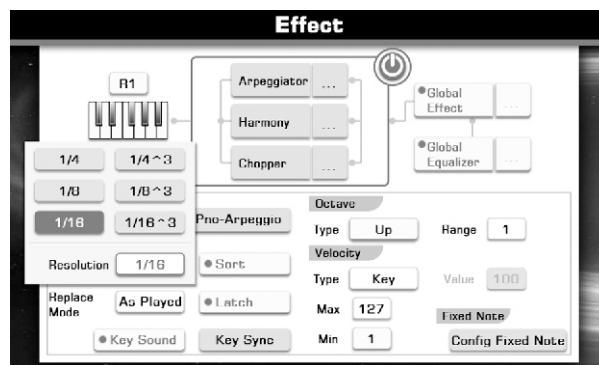 Effect
R1
Arpeggiator ...
Harmony ...
Chopper ...
Global Effect ...
Global Equalizer ...
1/4 1/4^3
1/8 1/8^3
1/16 1/16^3
Resolution 1/16
Pno-Arpeggio
Sort
Replace Mode As Played
Latch
Key Sound Key Sync
Octave
Type Up Range 1
Velocity
Type Key Value 100
Max 127
Min 1
Fixed Note
Config Fixed Note